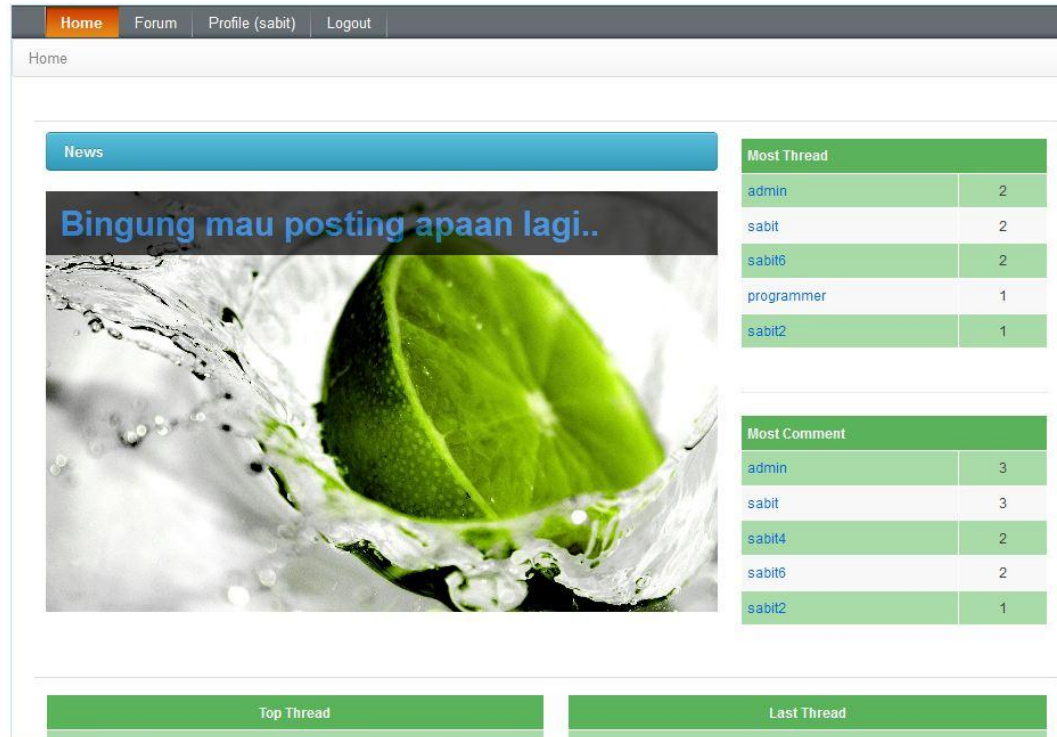 Home Forum Profile (sabit) Logout
Home
News
Bingung mau posting apaan lagi..
Most Thread
admin 2
sabit 2
sabit6 2
programmer 1
sabit2 1
Most Comment
admin 3
sabit 3
sabit4 2
sabit6 2
sabit2 1
Top Thread
Last Thread